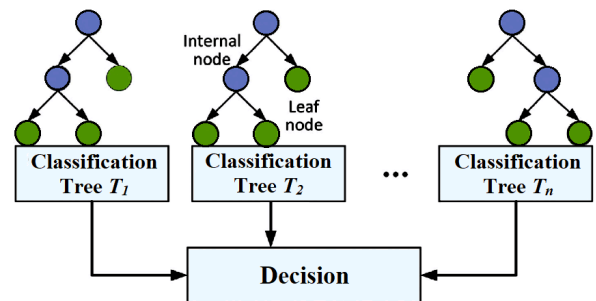 Internal
node
Leaf
node
Classification
Tree T1
Classification
Tree T2
...
Classification
Tree Tn
Decision